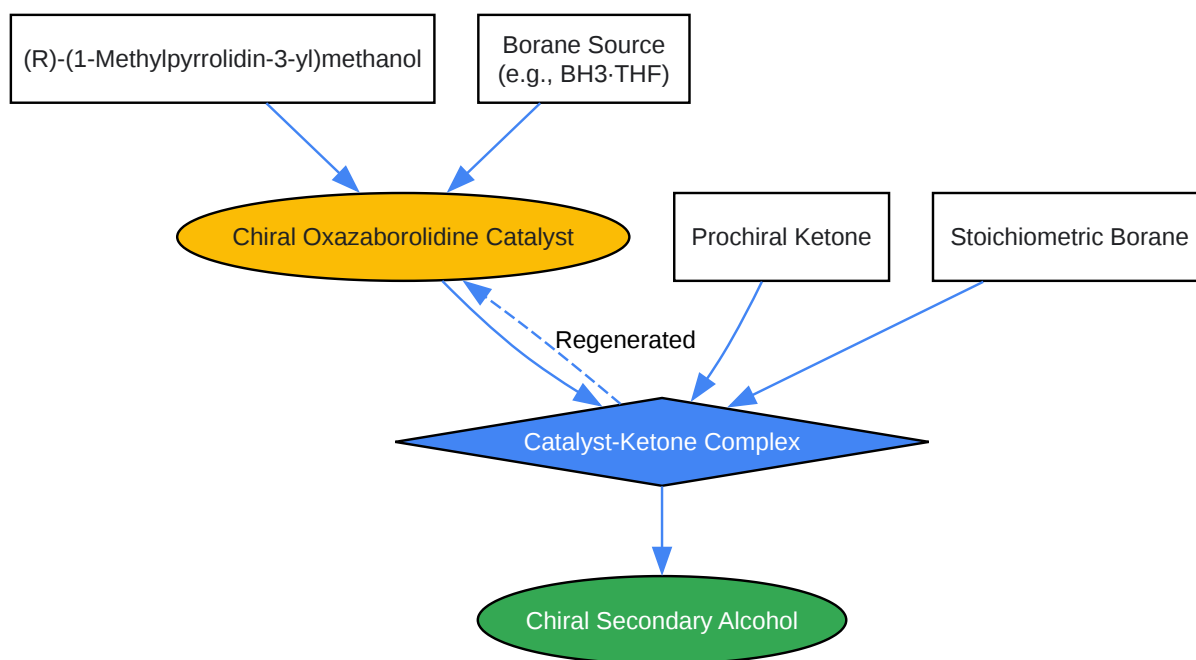 (R)-(1-Methylpyrrolidin-3-yl)methanol
Borane Source
(e.g., BH3·THF)
Chiral Oxazaborolidine Catalyst
Prochiral Ketone
Stoichiometric Borane
Regenerated
Catalyst-Ketone Complex
Chiral Secondary Alcohol